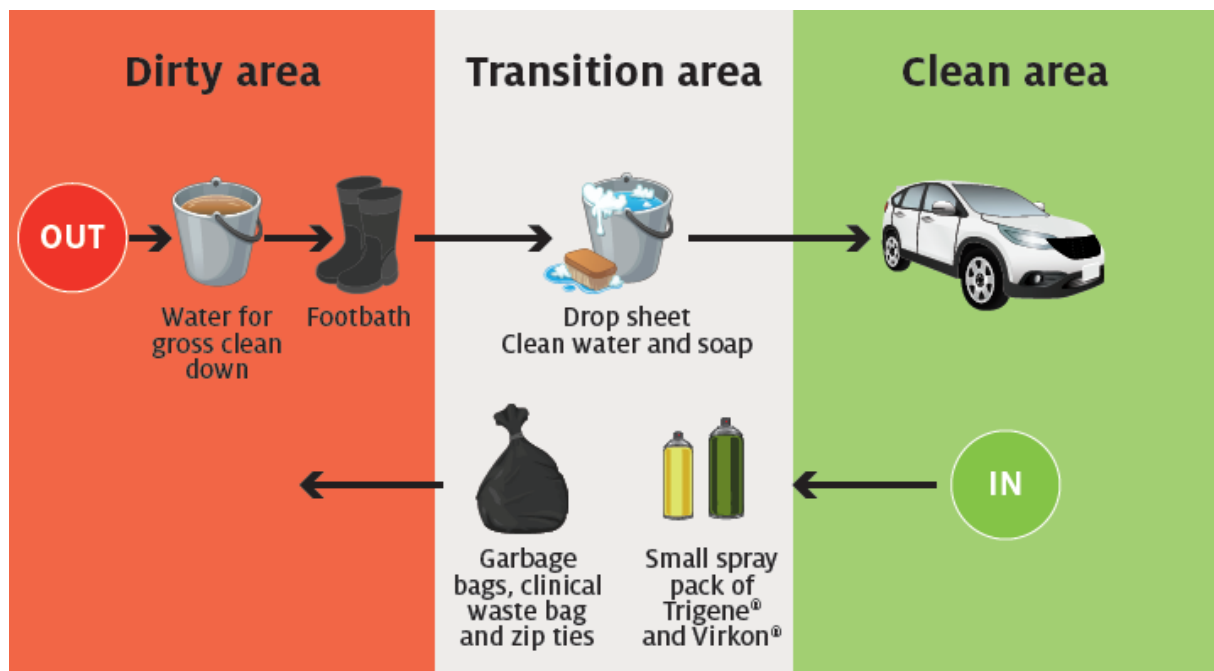 Dirty area
Transition area
Clean area
OUT
Water for
gross clean
down
Footbath
Drop sheet
Clean water and soap
Garbage
bags, clinical
waste bag
and zip ties
Small spray
pack of
Trigene®
and Virkon®
IN